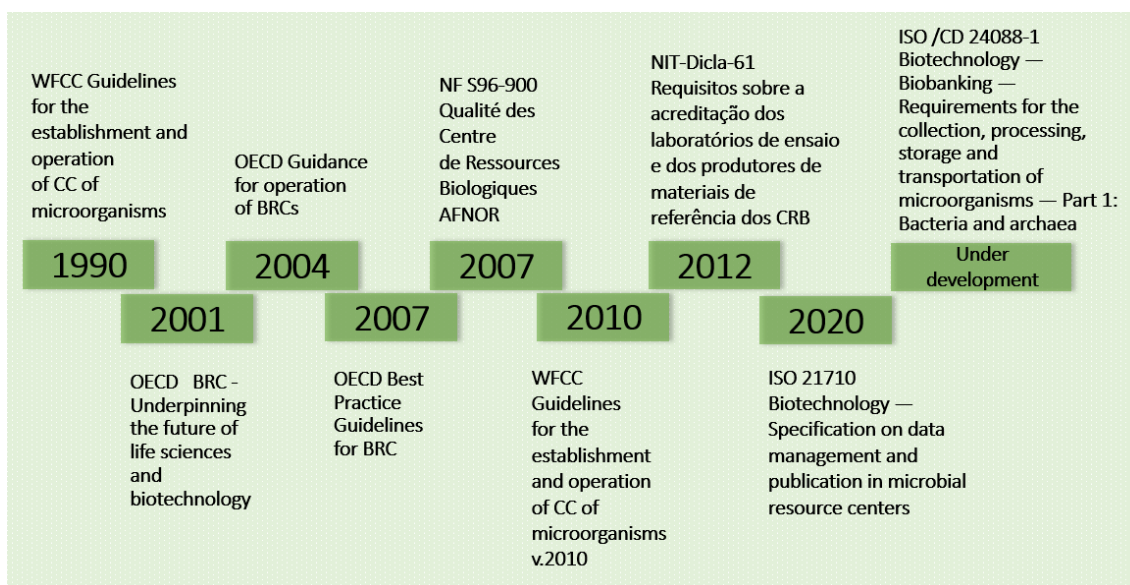 WFCC Guidelines
for the
establishment and
operation
of CC of
microorganisms
1990
OECD BRC -
Underpinning
the future of
life sciences
and
biotechnology
2001
OECD Guidance
for operation
of BRCs
2004
OECD Best
Practice
Guidelines
for BRC
2007
NF S96-900
Qualité des
Centre
de Ressources
Biologiques
AFNOR
2007
WFCC
Guidelines
for the
establishment
and operation
of CC of
microorganisms
v.2010
2010
NIT-Dicla-61
Requisitos sobre a
acreditação dos
laboratórios de ensaio
e dos produtores de
materiais de
referência dos CRB
2012
ISO 21710
Biotechnology —
Specification on data
management and
publication in microbial
resource centers
2020
ISO /CD 24088-1
Biotechnology —
Biobanking —
Requirements for the
collection, processing,
storage and
transportation of
microorganisms — Part 1:
Bacteria and archaea
Under
development